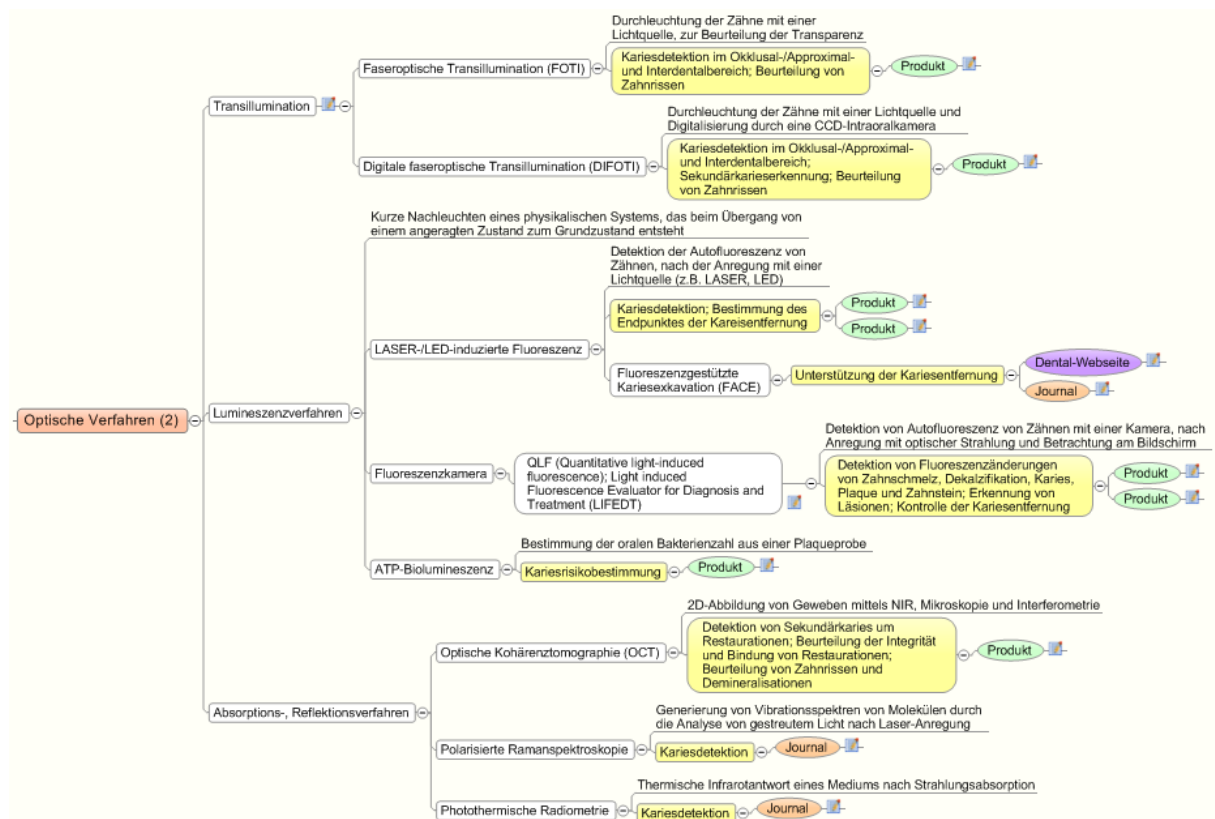 Durchleuchtung der Zähne mit einer
Lichtquelle, zur Beurteilung der Transparenz
Faseroptische Transillumination (FOTI)
Kariesdetektion im Okklusal-/Approximal-
und Interdentalbereich; Beurteilung von
Zahnrissen
Produkt
Transillumination
Durchleuchtung der Zähne mit einer Lichtquelle und
Digitalisierung durch eine CCD-Intraoralkamera
Digitale faseroptische Transillumination (DIFOTI)
Kariesdetektion im Okklusal-/Approximal-
und Interdentalbereich;
Sekundärkarieserkennung; Beurteilung
von Zahnrissen
Produkt
Kurze Nachleuchten eines physikalischen Systems, das beim Übergang von
einem angeragten Zustand zum Grundzustand entsteht
Detektion der Autofluoreszenz von
Zähnen, nach der Anregung mit einer
Lichtquelle (z.B. LASER, LED)
Kariesdetektion; Bestimmung des
Endpunktes der Kareisentfernung
Produkt
Produkt
LASER-/LED-induzierte Fluoreszenz
Fluoreszenzgestützte
Kariesexkavation (FACE)
Unterstützung der Kariesentfernung
Dental-Webseite
Journal
Optische Verfahren (2)
Lumineszenzverfahren
Detektion von Autofluoreszenz von Zähnen mit einer Kamera, nach
Anregung mit optischer Strahlung und Betrachtung am Bildschirm
Fluoreszenzkamera
QLF (Quantitative light-induced
fluorescence); Light induced
Fluorescence Evaluator for Diagnosis and
Treatment (LIFEDT)
Detektion von Fluoreszenzänderungen
von Zahnschmelz, Dekalzifikation, Karies,
Plaque und Zahnstein; Erkennung von
Läsionen; Kontrolle der Kariesentfernung
Produkt
Produkt
Bestimmung der oralen Bakterienzahl aus einer Plaqueprobe
ATP-Biolumineszenz
Kariesrisikobestimmung
Produkt
2D-Abbildung von Geweben mittels NIR, Mikroskopie und Interferometrie
Optische Kohärenztomographie (OCT)
Detektion von Sekundärkaries um
Restaurationen; Beurteilung der Integrität
und Bindung von Restaurationen;
Beurteilung von Zahnrissen und
Demineralisationen
Produkt
Absorptions-, Reflektionsverfahren
Generierung von Vibrationsspektren von Molekülen durch
die Analyse von gestreutem Licht nach Laser-Anregung
Polarisierte Ramanspektroskopie
Kariesdetektion
Journal
Thermische Infrarotantwort eines Mediums nach Strahlungsabsorption
Photothermische Radiometrie
Kariesdetektion
Journal